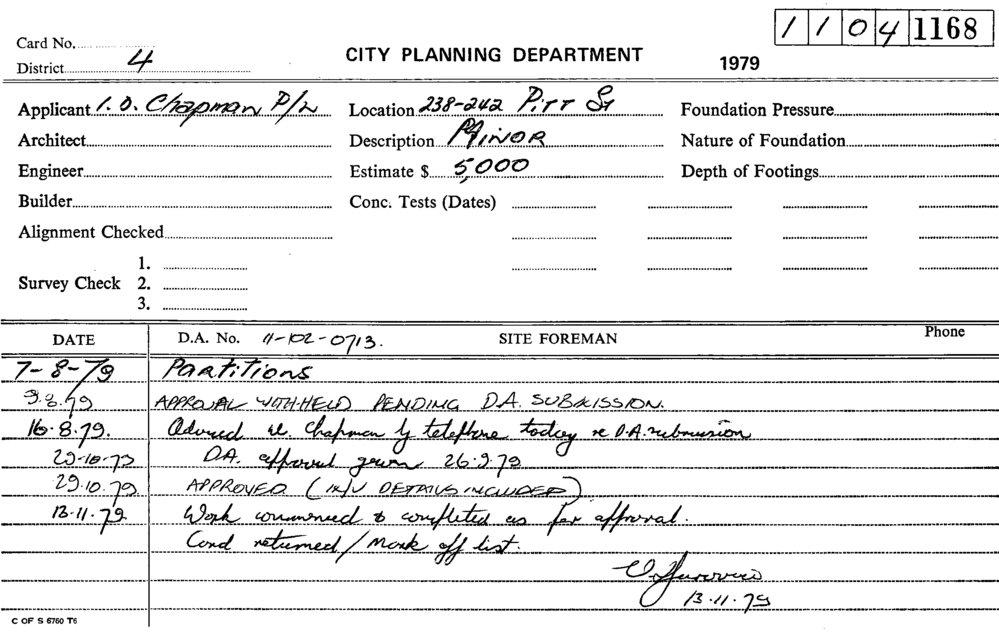 1 1 0 4 1168
Card No.
District 4
CITY PLANNING DEPARTMENT
1979
Applicant I. O. Chapman P/L
Location 238-242 Pitt St
Foundation Pressure
Architect
Description Minor
Nature of Foundation
Engineer
Estimate $ 5,000
Depth of Footings
Builder
Conc. Tests (Dates)
Alignment Checked
Survey Check
1.
2.
3.
DATE
D.A. No. 11-102-0713.
SITE FOREMAN
Phone
7-8-79 Partitions
9.8.79 APPROVAL WITHHELD PENDING D.A. SUBMISSION.
16.8.79. Advised Chapman by telephone today re D.A. submission
29-10-79 D.A. approval given 26.9.79
29.10.79 APPROVED ( DETAILS INCLUDED)
13.11.79 Work commenced & completed as per approval.
Card returned / Mark off list.
13.11.79
C OF S 6760 T6